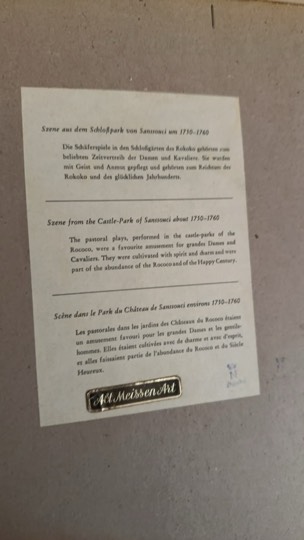 Szene aus dem Schloßpark von Sanssouci um 1750–1760
Die Schäferspiele in den Schloßgärten des Rokoko gehörten zum
beliebten Zeitvertreib der Damen und Kavaliere. Sie wurden
mit Geist und Anmut gepflegt und gehörten zum Reichtum des
Rokoko und des glücklichen Jahrhunderts.
Scene from the Castle-Park of Sanssouci about 1750–1760
The pastoral plays, performed in the castle-parks of the
Rococo, were a favourite amusement for grandes Dames and
Cavaliers. They were cultivated with spirit and charm and were
part of the abundance of the Rococo and of the Happy Century.
Scène dans le Park du Château de Sanssouci environs 1750–1760
Les pastorales dans les jardins des Châteaux du Rococo étaient
un amusement favori pour les grandes Dames et les gentils-
hommes. Elles étaient cultivées avec du charme et avec d'esprit,
et elles faisaient partie de l'abondance du Rococo et du Siècle
Heureux.
Alt Meissen Art